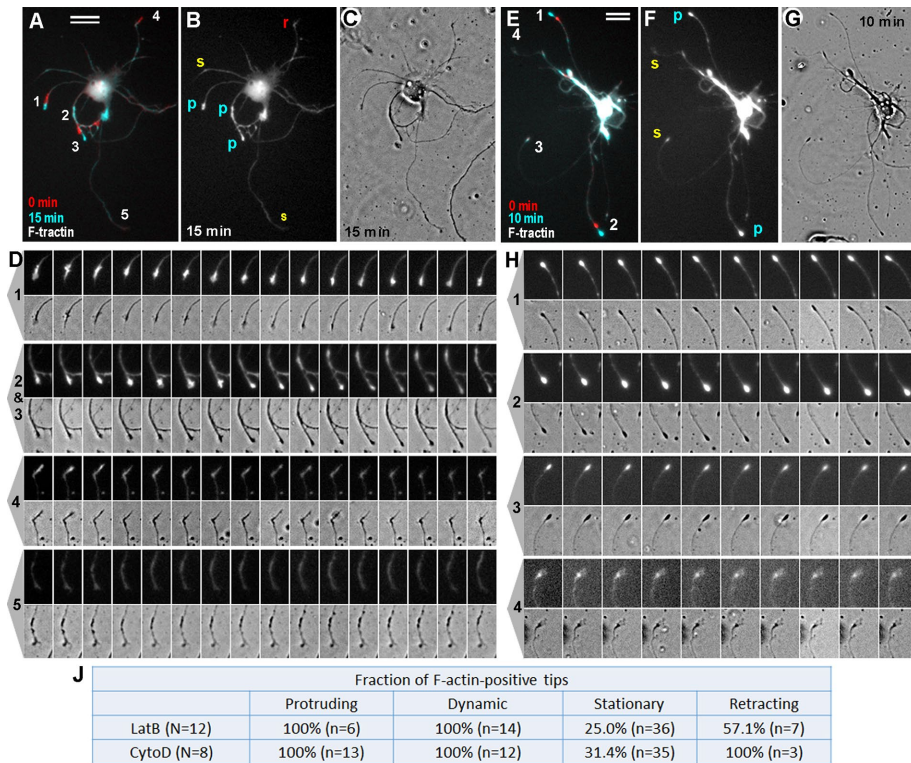 A
4
1
2
3
5
0 min
15 min
F-tractin
B
r
s
p
p
p
s
15 min
C
15 min
E
1
4
3
2
0 min
10 min
F-tractin
F
p
s
s
p
G
10 min
D
1
2
&
3
4
5
H
1
2
3
4
J
Fraction of F-actin-positive tips
Protruding Dynamic Stationary Retracting
LatB (N=12) 100% (n=6) 100% (n=14) 25.0% (n=36) 57.1% (n=7)
CytoD (N=8) 100% (n=13) 100% (n=12) 31.4% (n=35) 100% (n=3)